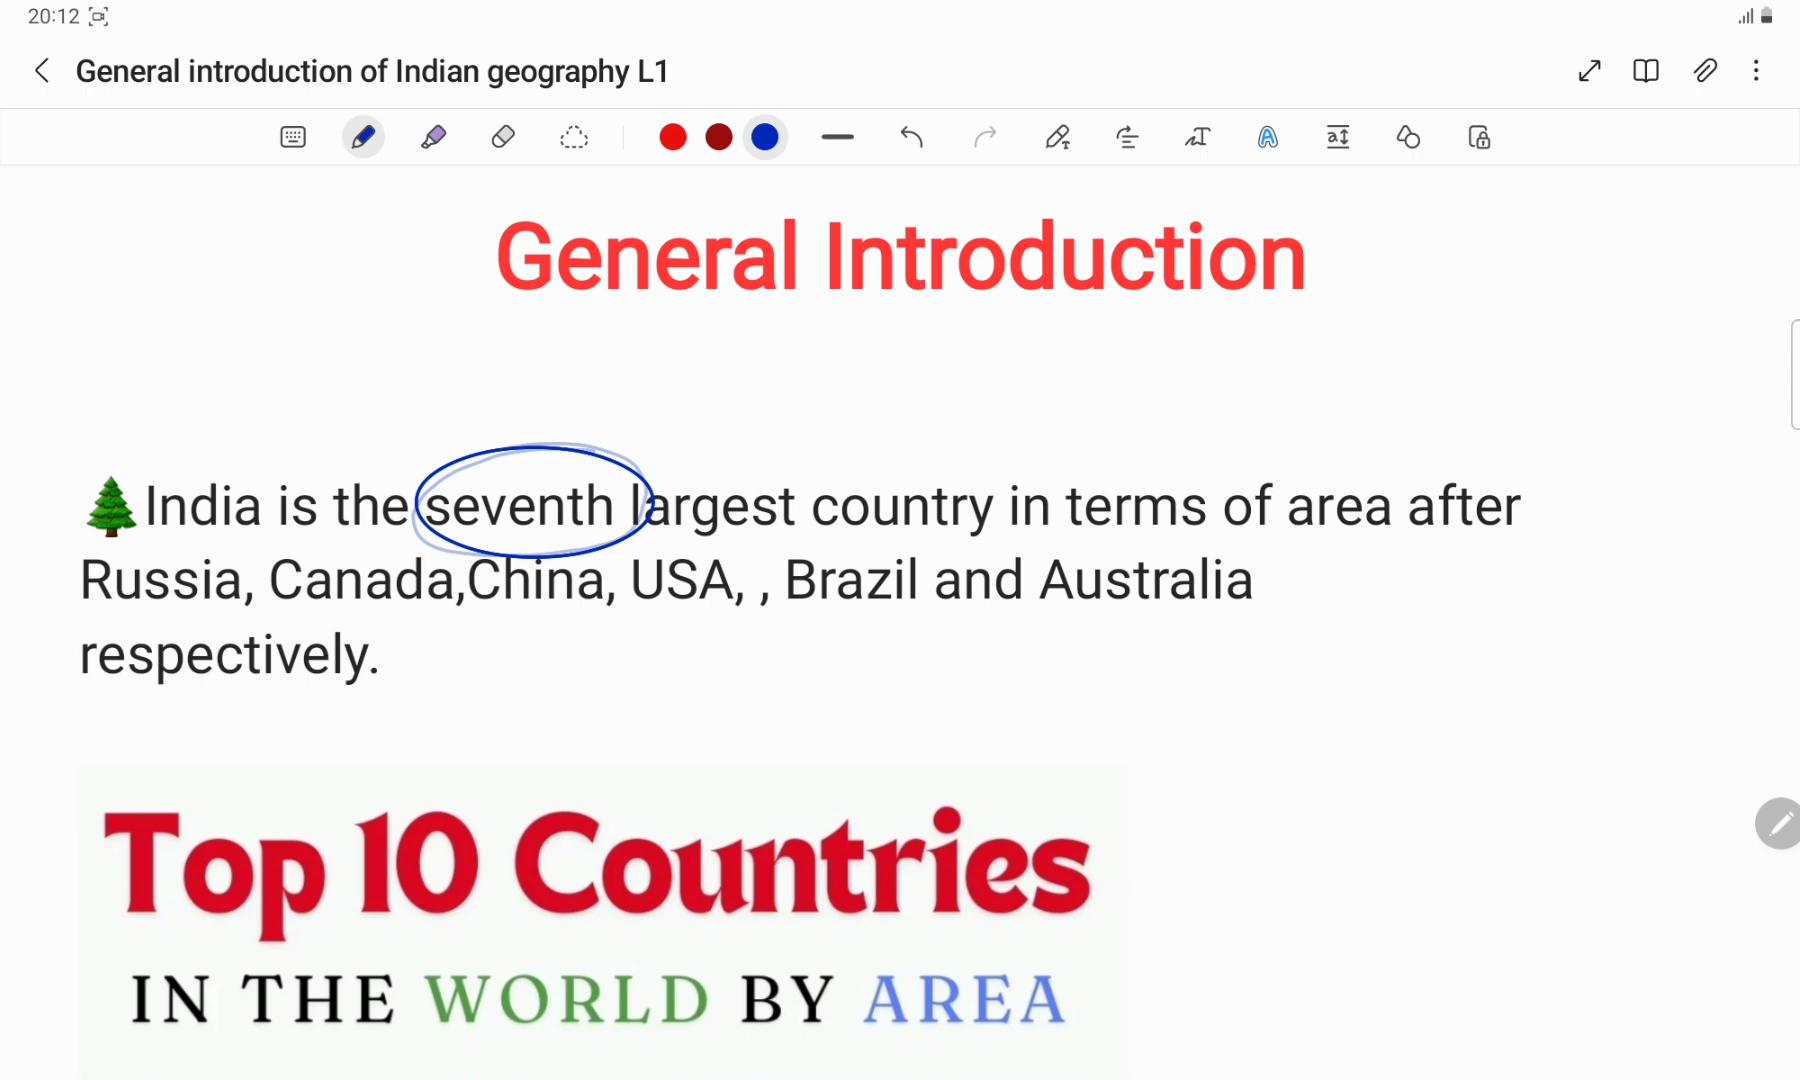 20:12
General introduction of Indian geography L1
General Introduction
🌲India is the seventh largest country in terms of area after
Russia, Canada,China, USA, , Brazil and Australia
respectively.
Top 10 Countries
IN THE WORLD BY AREA